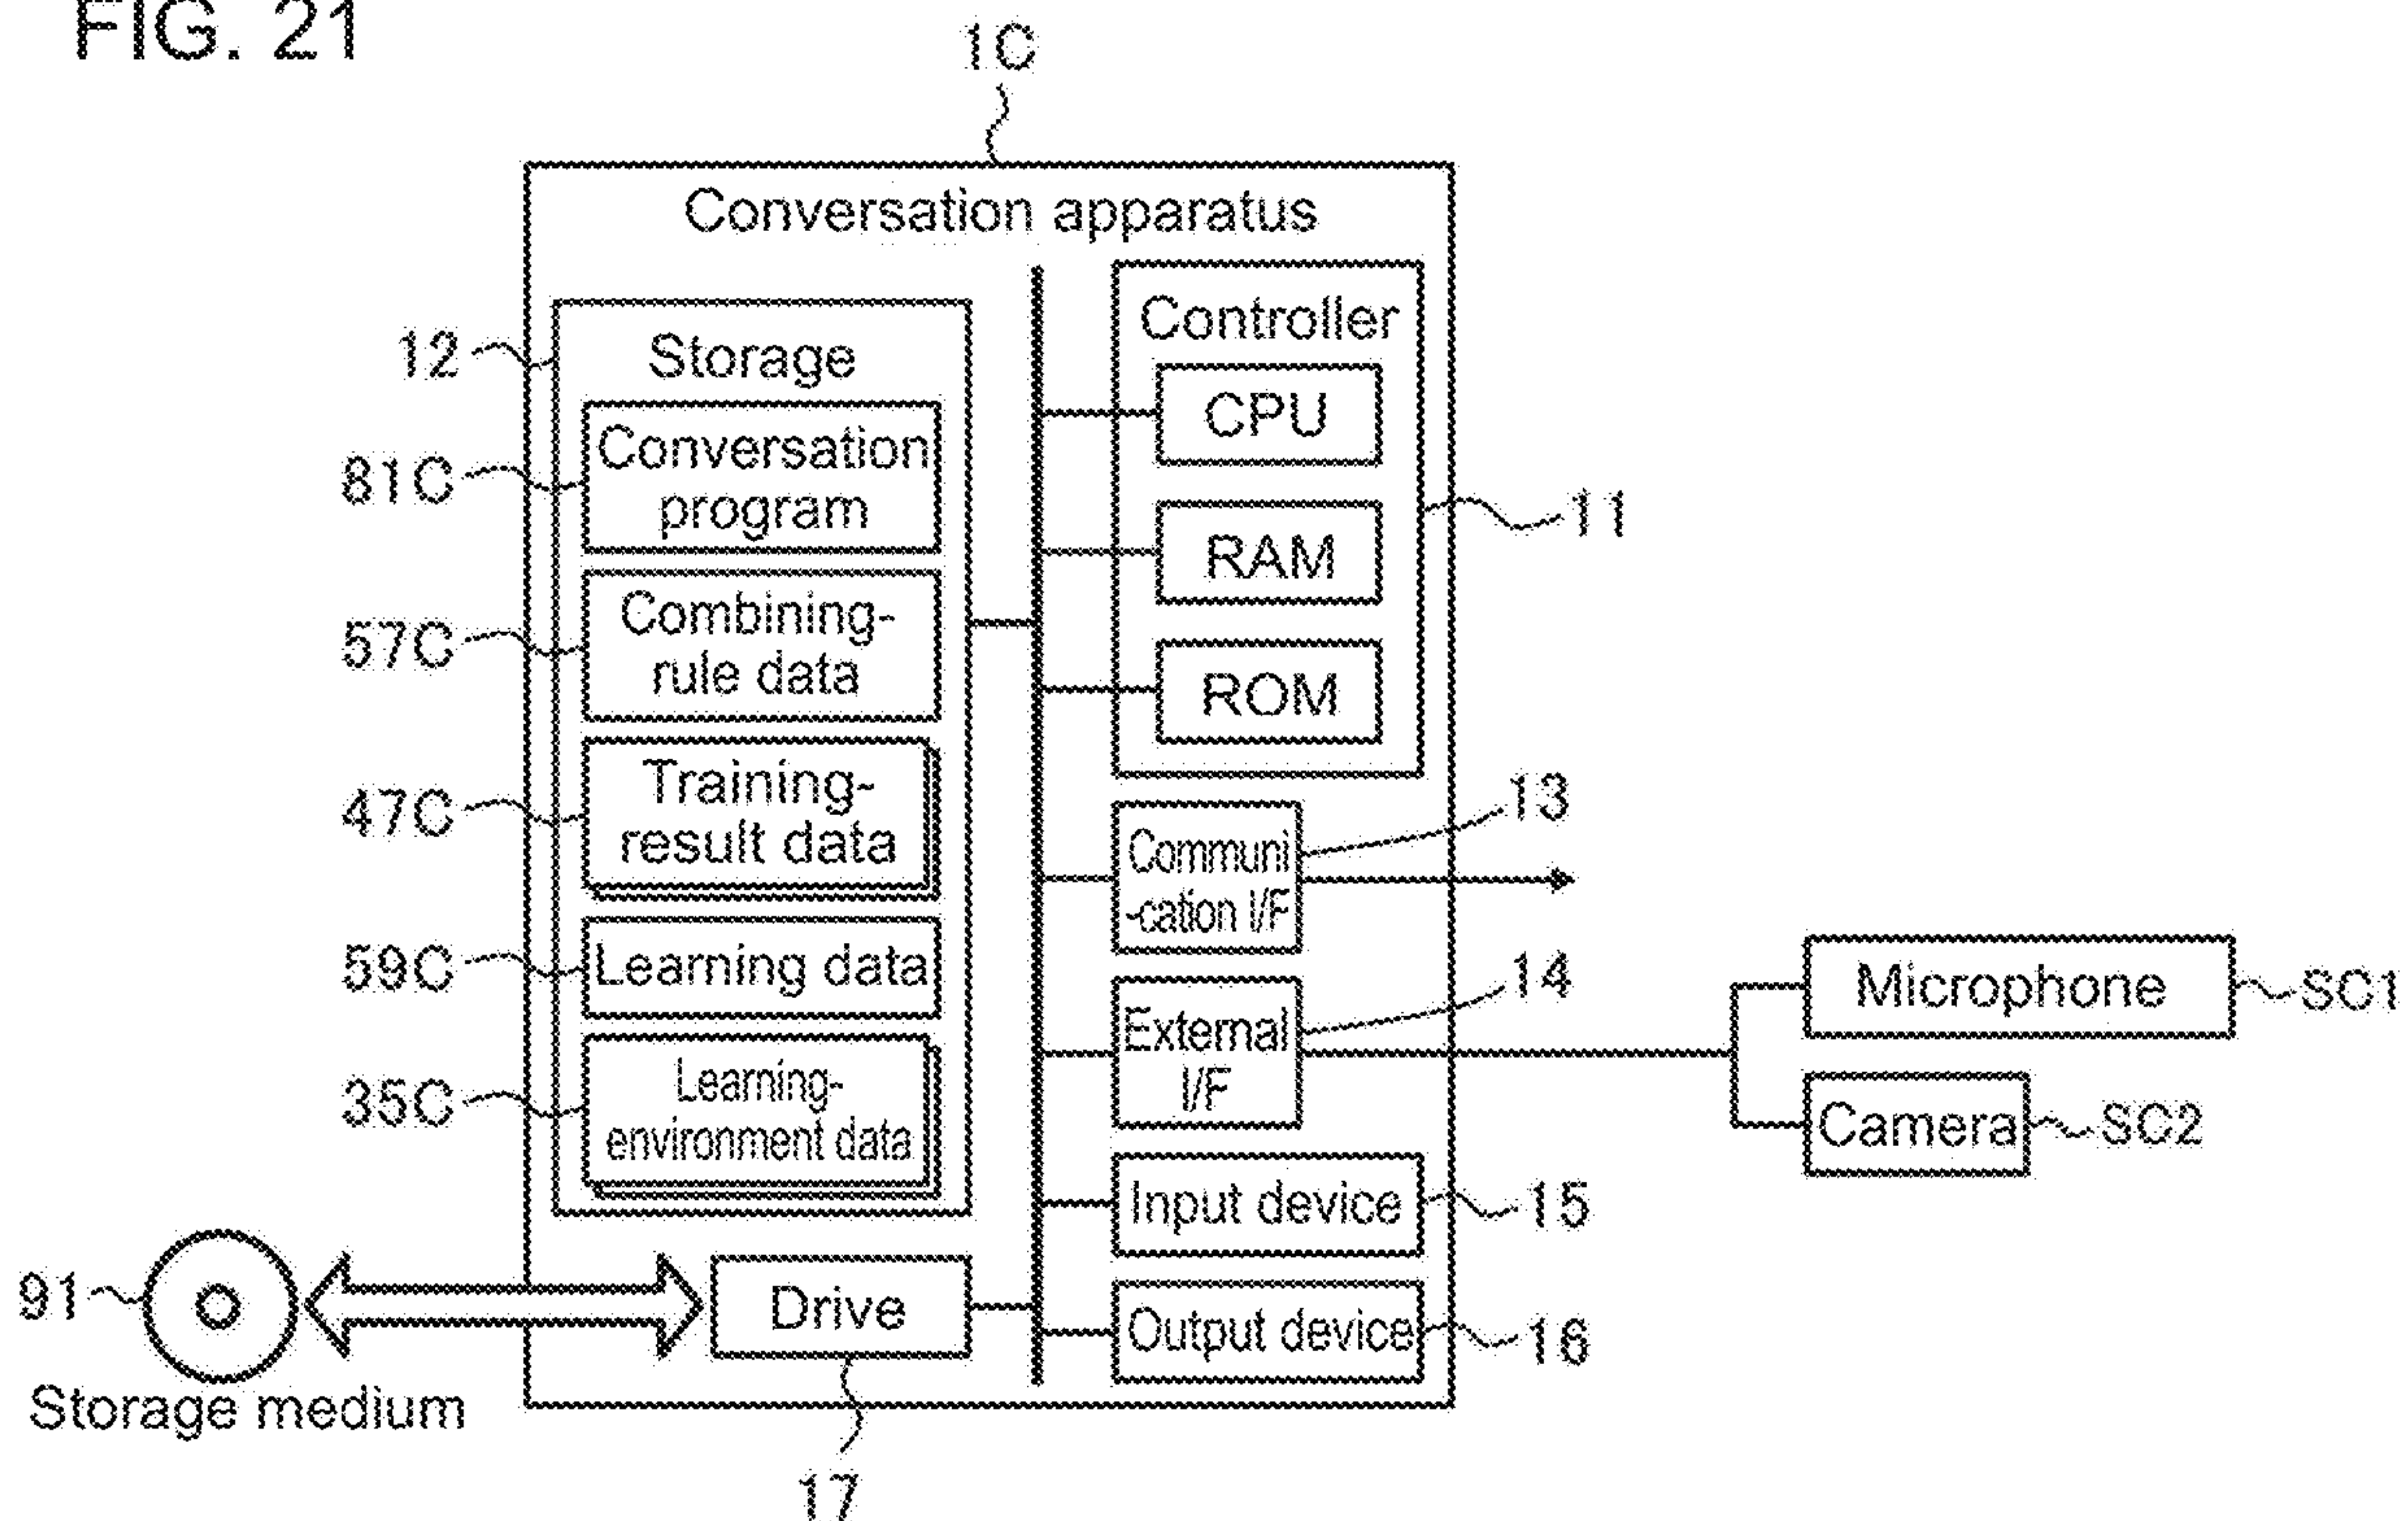 FIG. 21
1C
Conversation apparatus
12
Storage
81C
Conversation
program
57C
Combining-
rule data
47C
Training-
result data
59C
Learning data
35C
Learning-
environment data
Controller
CPU
RAM
ROM
11
Communi
-cation I/F
13
External
I/F
14
Microphone
SC1
Camera
SC2
Input device
15
Output device
16
91
Storage medium
Drive
17